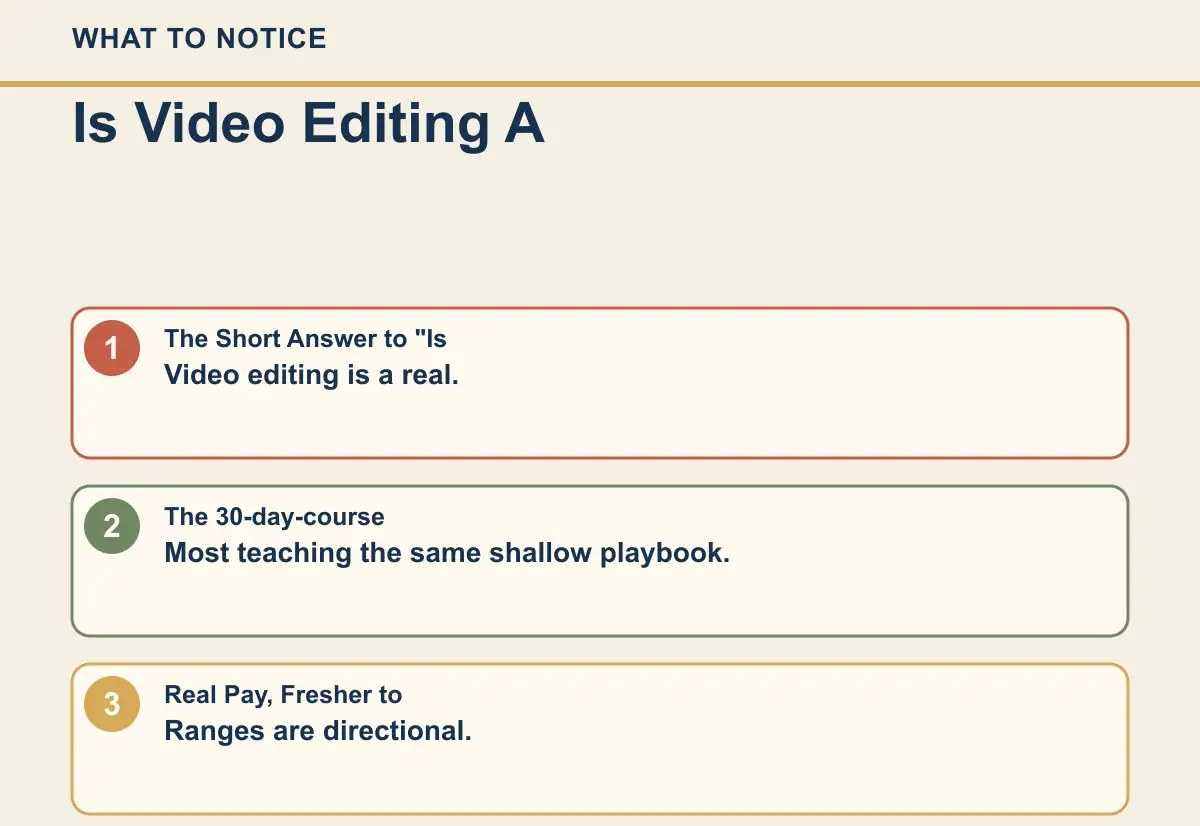 WHAT TO NOTICE
Is Video Editing A
1
The Short Answer to "Is
Video editing is a real.
2
The 30-day-course
Most teaching the same shallow playbook.
3
Real Pay, Fresher to
Ranges are directional.